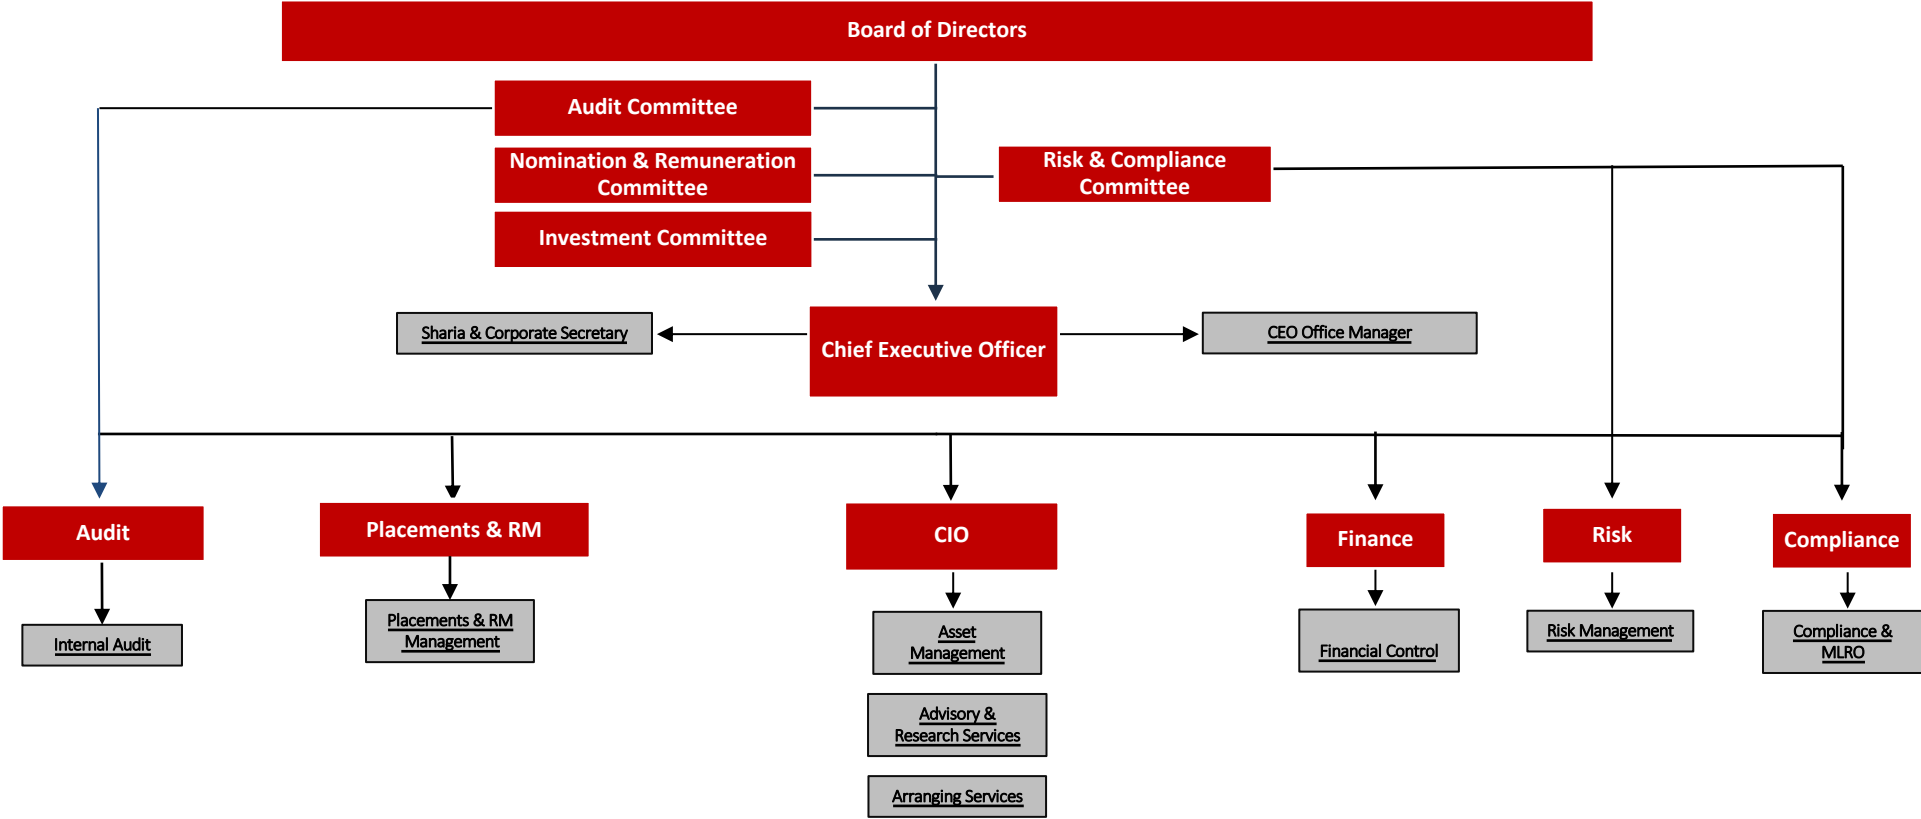 Board of Directors
Audit Committee
Nomination & Remuneration
Committee
Risk & Compliance
Committee
Investment Committee
Sharia & Corporate Secretary
Chief Executive Officer
CEO Office Manager
Audit
Placements & RM
CIO
Finance
Risk
Compliance
Internal Audit
Placements & RM
Management
Asset
Management
Advisory &
Research Services
Arranging Services
Financial Control
Risk Management
Compliance &
MLRO